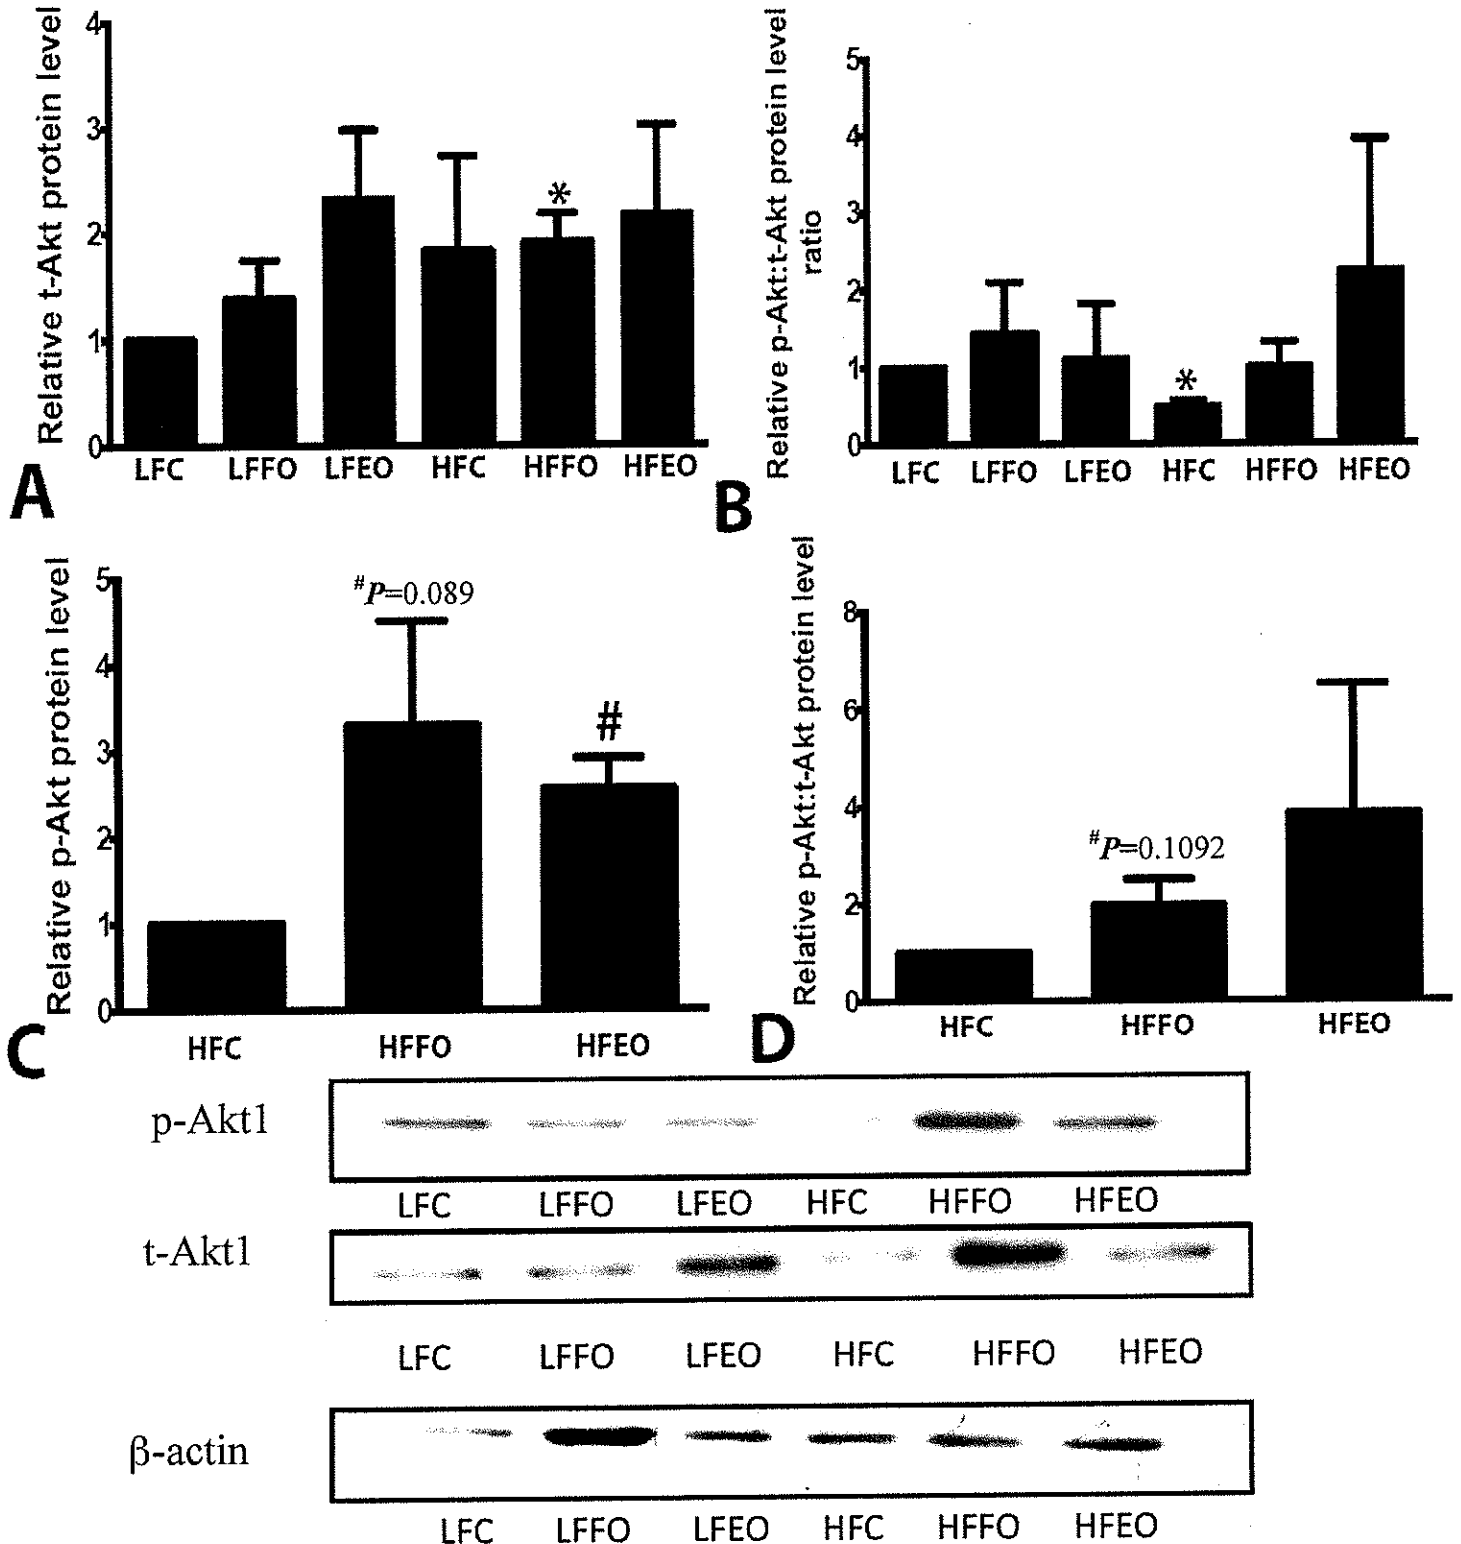 Relative t-Akt protein level
4
3
2
1
0
LFC LFFO LFEO HFC HFFO HFEO
*
A
Relative p-Akt:t-Akt protein level
ratio
5
4
3
2
1
0
LFC LFFO LFEO HFC HFFO HFEO
*
B
Relative p-Akt protein level
5
4
3
2
1
0
#P=0.089
#
HFC HFFO HFEO
C
Relative p-Akt:t-Akt protein level
8
6
4
2
0
#P=0.1092
HFC HFFO HFEO
D
p-Akt1
LFC LFFO LFEO HFC HFFO HFEO
t-Akt1
LFC LFFO LFEO HFC HFFO HFEO
β-actin
LFC LFFO LFEO HFC HFFO HFEO